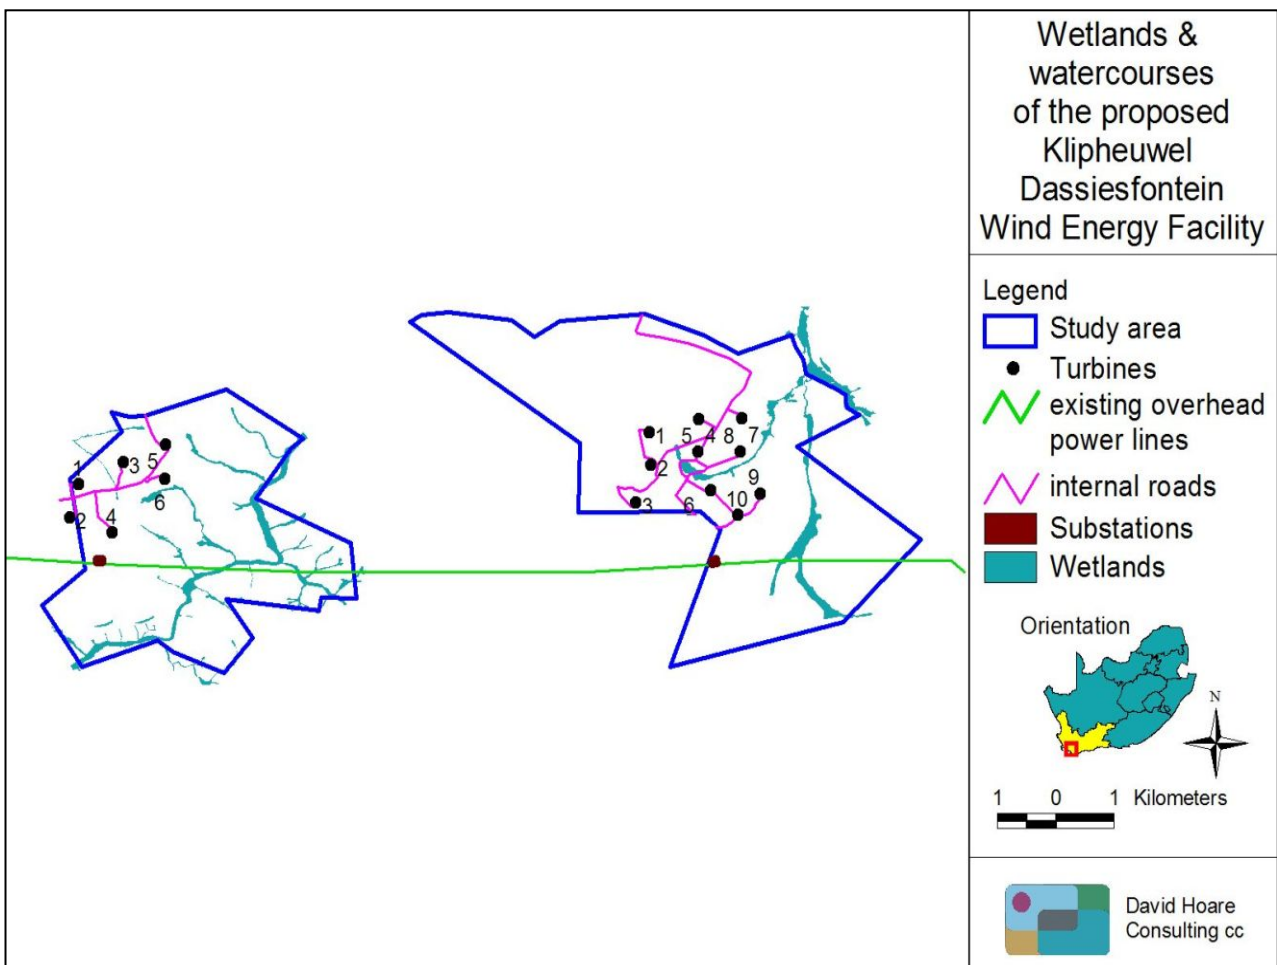 Wetlands &
watercourses
of the proposed
Klipheuwel
Dassiesfontein
Wind Energy Facility
Legend
Study area
Turbines
existing overhead
power lines
internal roads
Substations
Wetlands
Orientation
N
1 0 1 Kilometers
David Hoare
Consulting cc
1
2
3
4
5
6
1
2
3
4
5
6
7
8
9
10